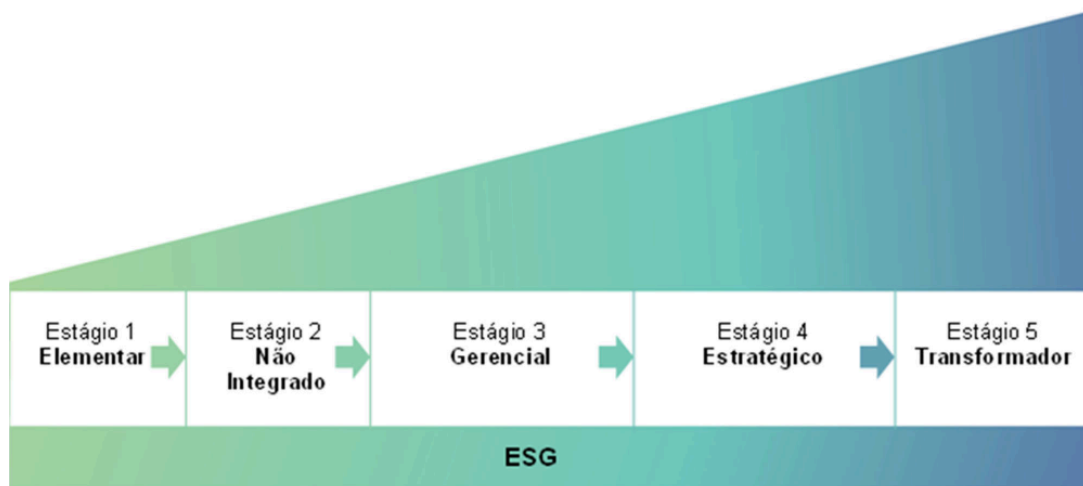 Estágio 1
Elementar
Estágio 2
Não
Integrado
Estágio 3
Gerencial
Estágio 4
Estratégico
Estágio 5
Transformador
ESG